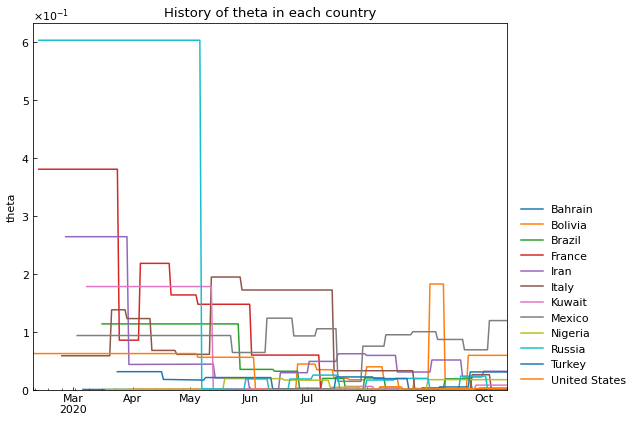 History of theta in each country
×10⁻¹
6
5
4
3
2
1
0
theta
Mar Apr May Jun Jul Aug Sep Oct
2020
Bahrain
Bolivia
Brazil
France
Iran
Italy
Kuwait
Mexico
Nigeria
Russia
Turkey
United States